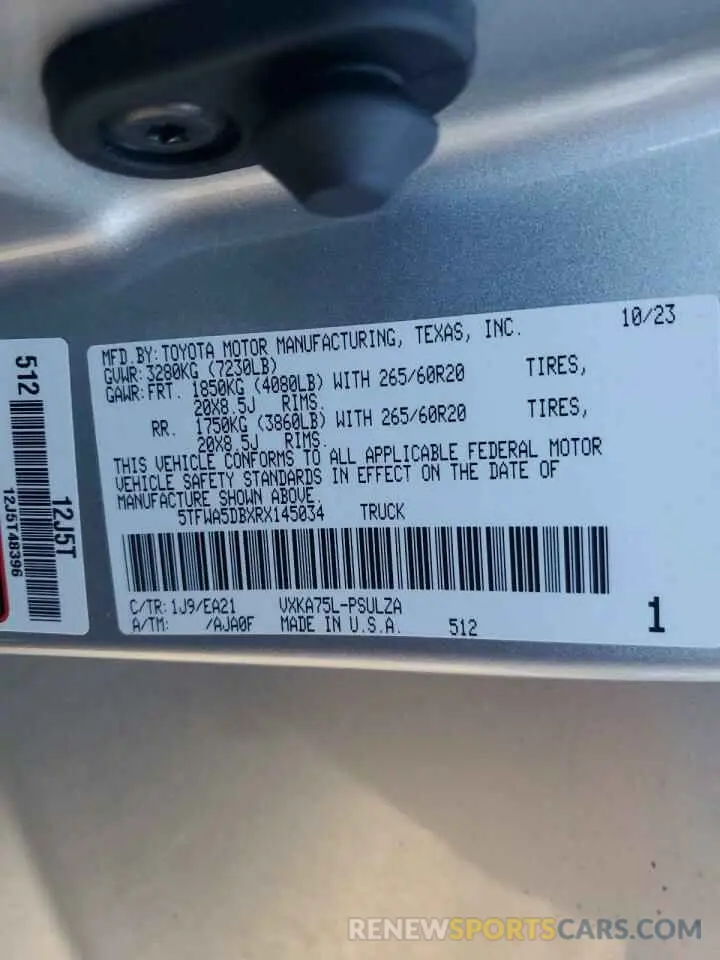 512
12J5T
12J5T48396
MFD.BY: TOYOTA MOTOR MANUFACTURING, TEXAS, INC. 10/23
GVWR: 3280KG (7230LB)
GAWR: FRT. 1850KG (4080LB) WITH 265/60R20 TIRES,
20X8.5J RIMS.
RR. 1750KG (3860LB) WITH 265/60R20 TIRES,
20X8.5J RIMS.
THIS VEHICLE CONFORMS TO ALL APPLICABLE FEDERAL MOTOR
VEHICLE SAFETY STANDARDS IN EFFECT ON THE DATE OF
MANUFACTURE SHOWN ABOVE.
5TFWA5DBXRX145034 TRUCK
C/TR: 1J9/EA21 VXKA75L-PSULZA
A/TM: /AJA0F MADE IN U.S.A. 512 1
RENEWSPORTSCARS.COM